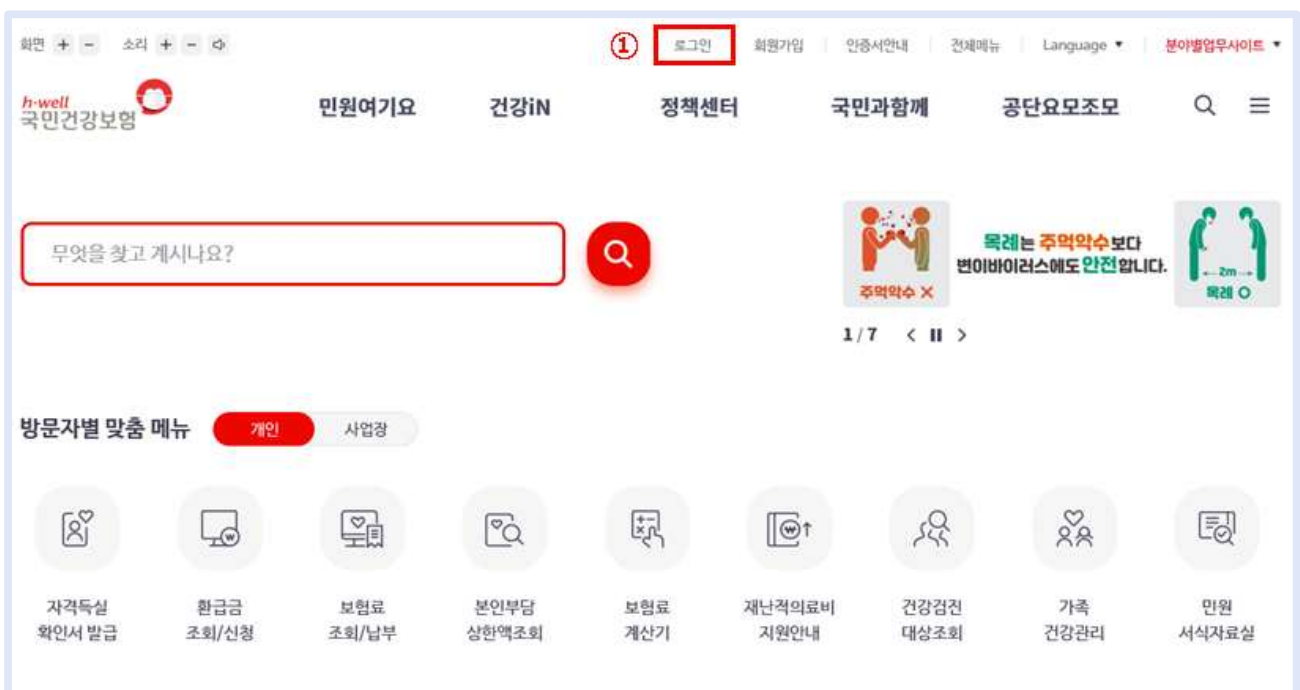 화면 + - 소리 + -
① 로그인 회원가입 인증서안내 전체메뉴 Language ▼ 분야별업무사이트 ▼
h·well
국민건강보험
민원여기요 건강iN 정책센터 국민과함께 공단요모조모
무엇을 찾고 계시나요?
목례는 주먹악수보다
변이바이러스에도 안전합니다.
2m
주먹악수 X
목례 O
1/7
방문자별 맞춤 메뉴 개인 사업장
자격득실
확인서 발급
환급금
조회/신청
보험료
조회/납부
본인부담
상한액조회
보험료
계산기
재난적의료비
지원안내
건강검진
대상조회
가족
건강관리
민원
서식자료실